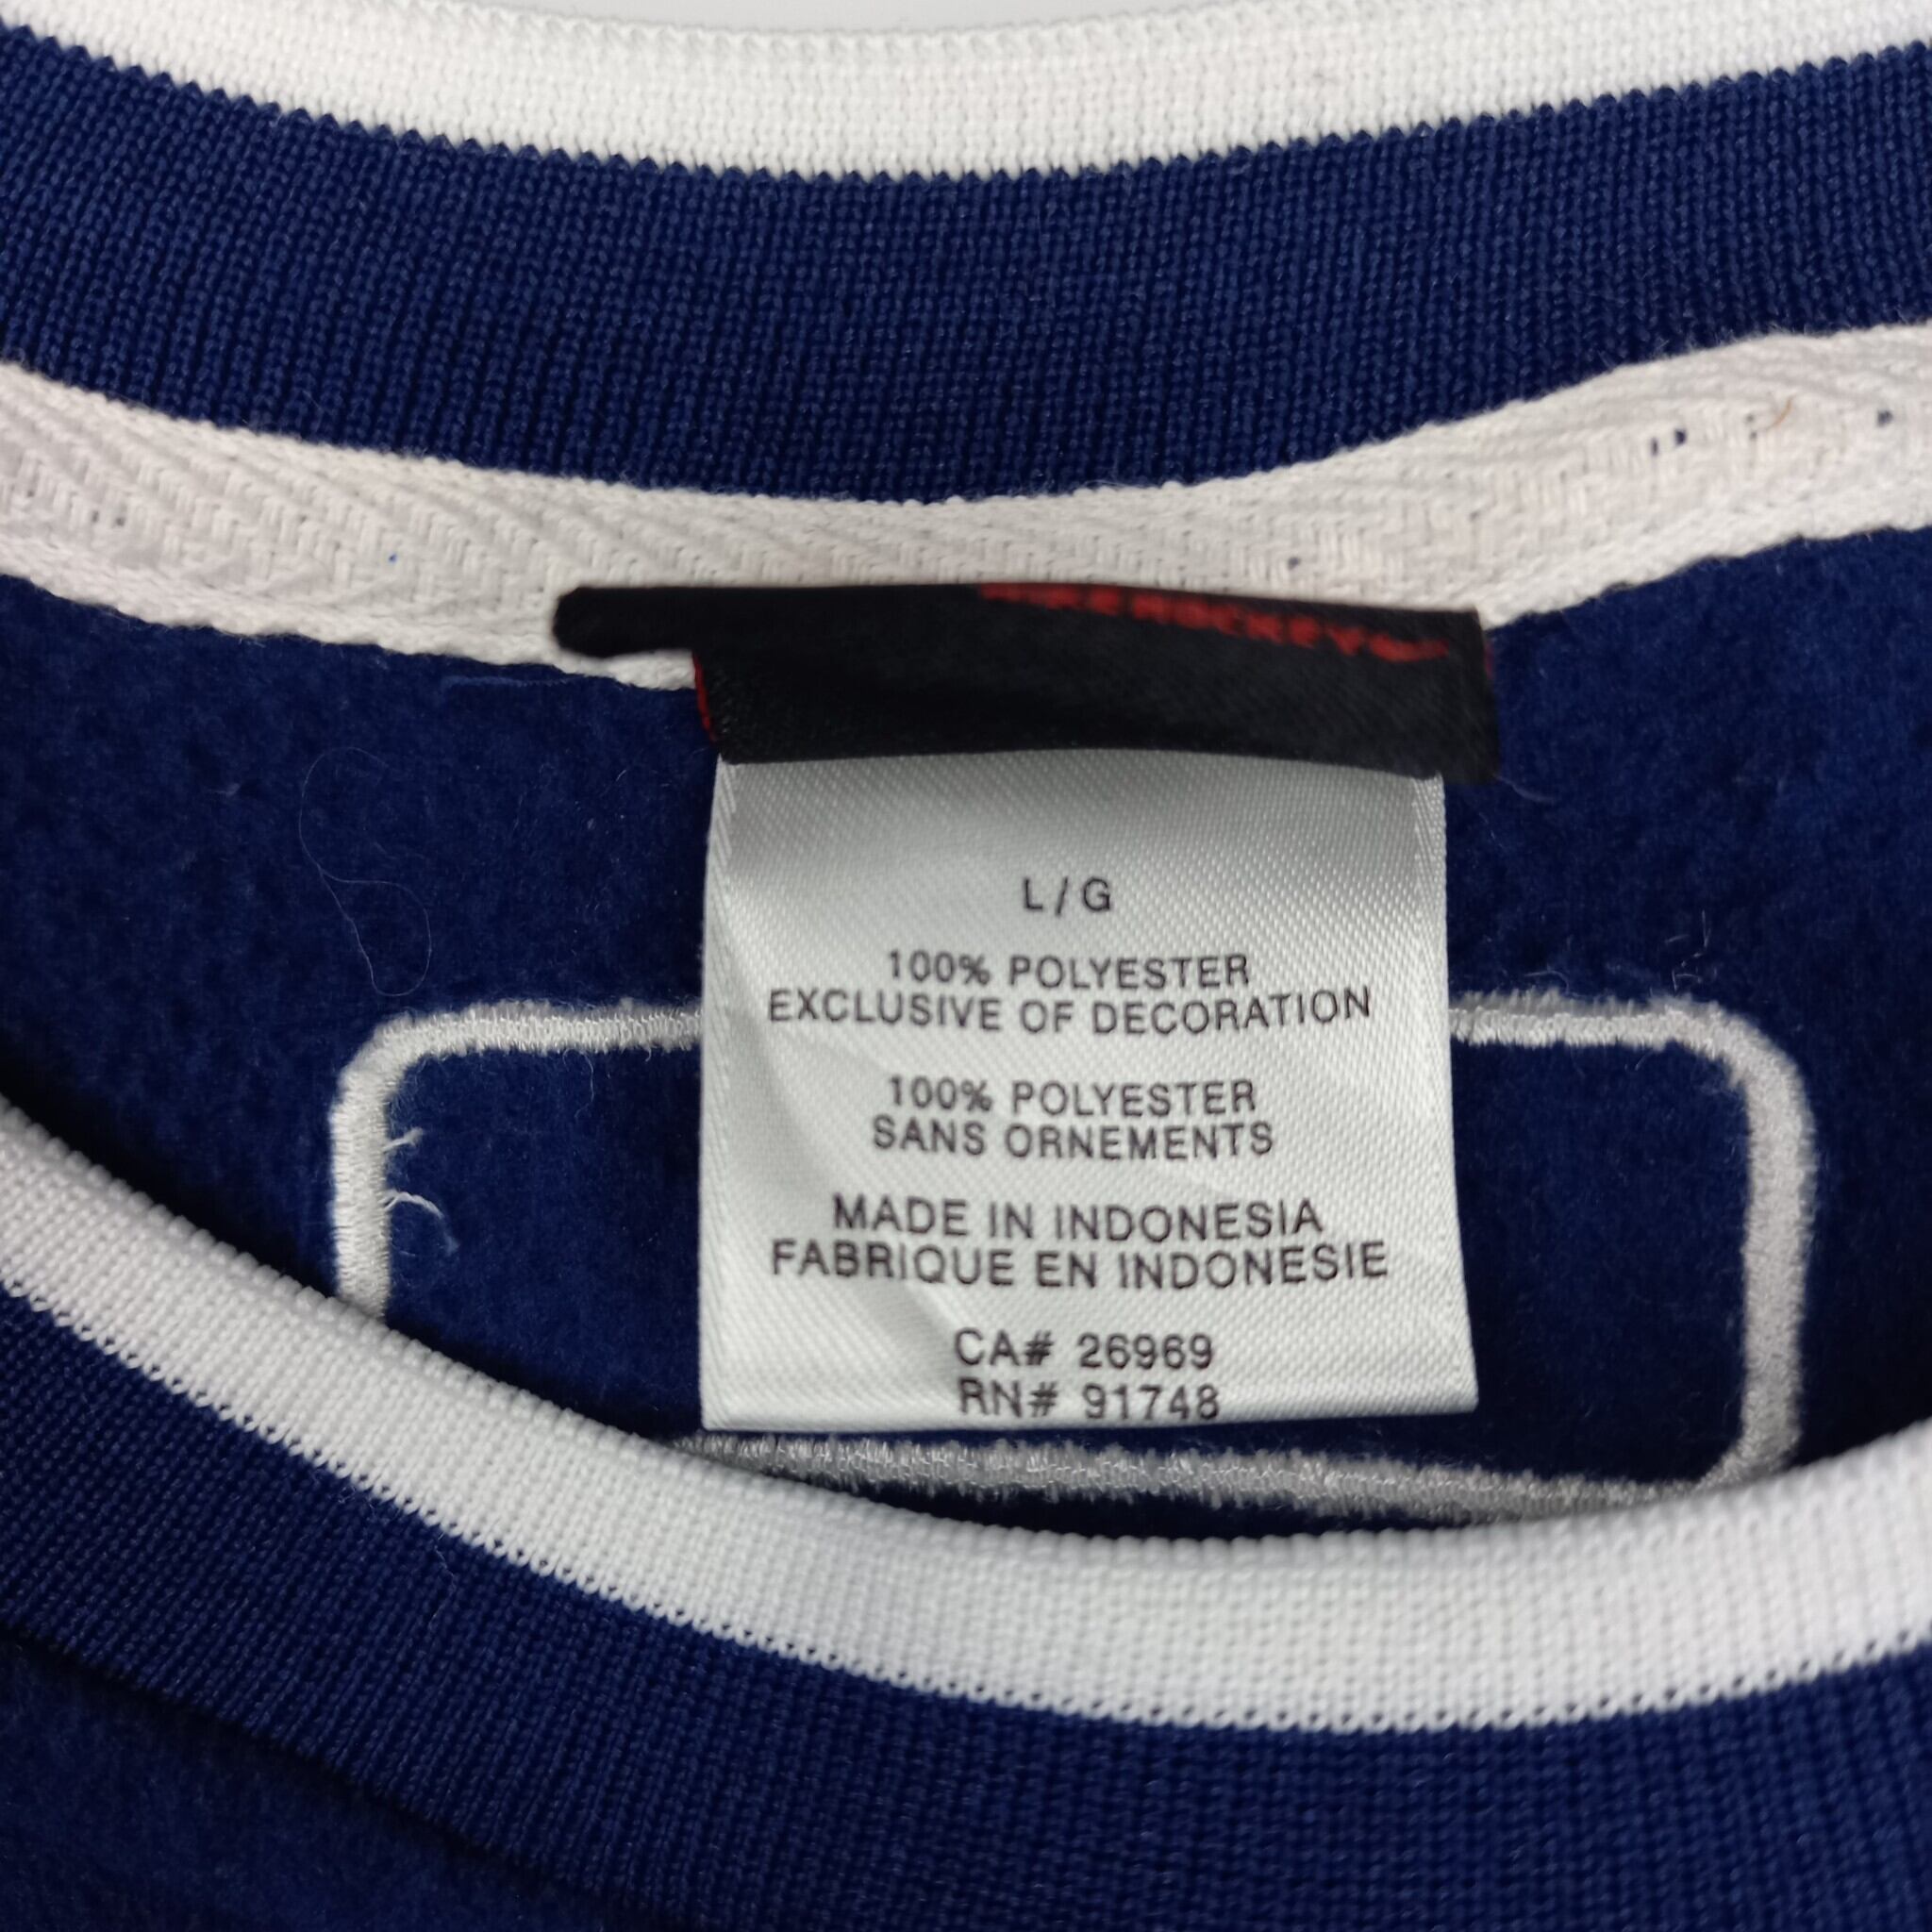 L/G
100% POLYESTER
EXCLUSIVE OF DECORATION
100% POLYESTER
SANS ORNEMENTS
MADE IN INDONESIA
FABRIQUE EN INDONESIE
CA# 26969
RN# 91748